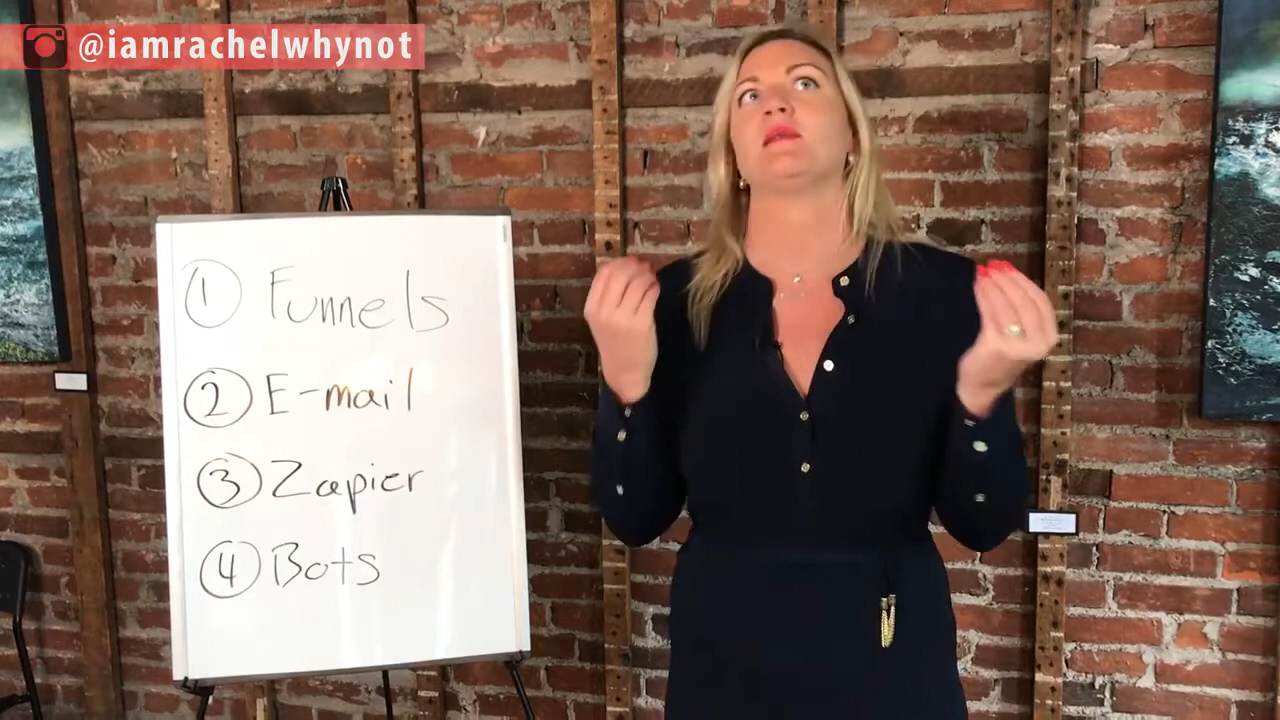 @iamrachelwhynot
1 Funnels
2 E-mail
3 Zapier
4 Bots